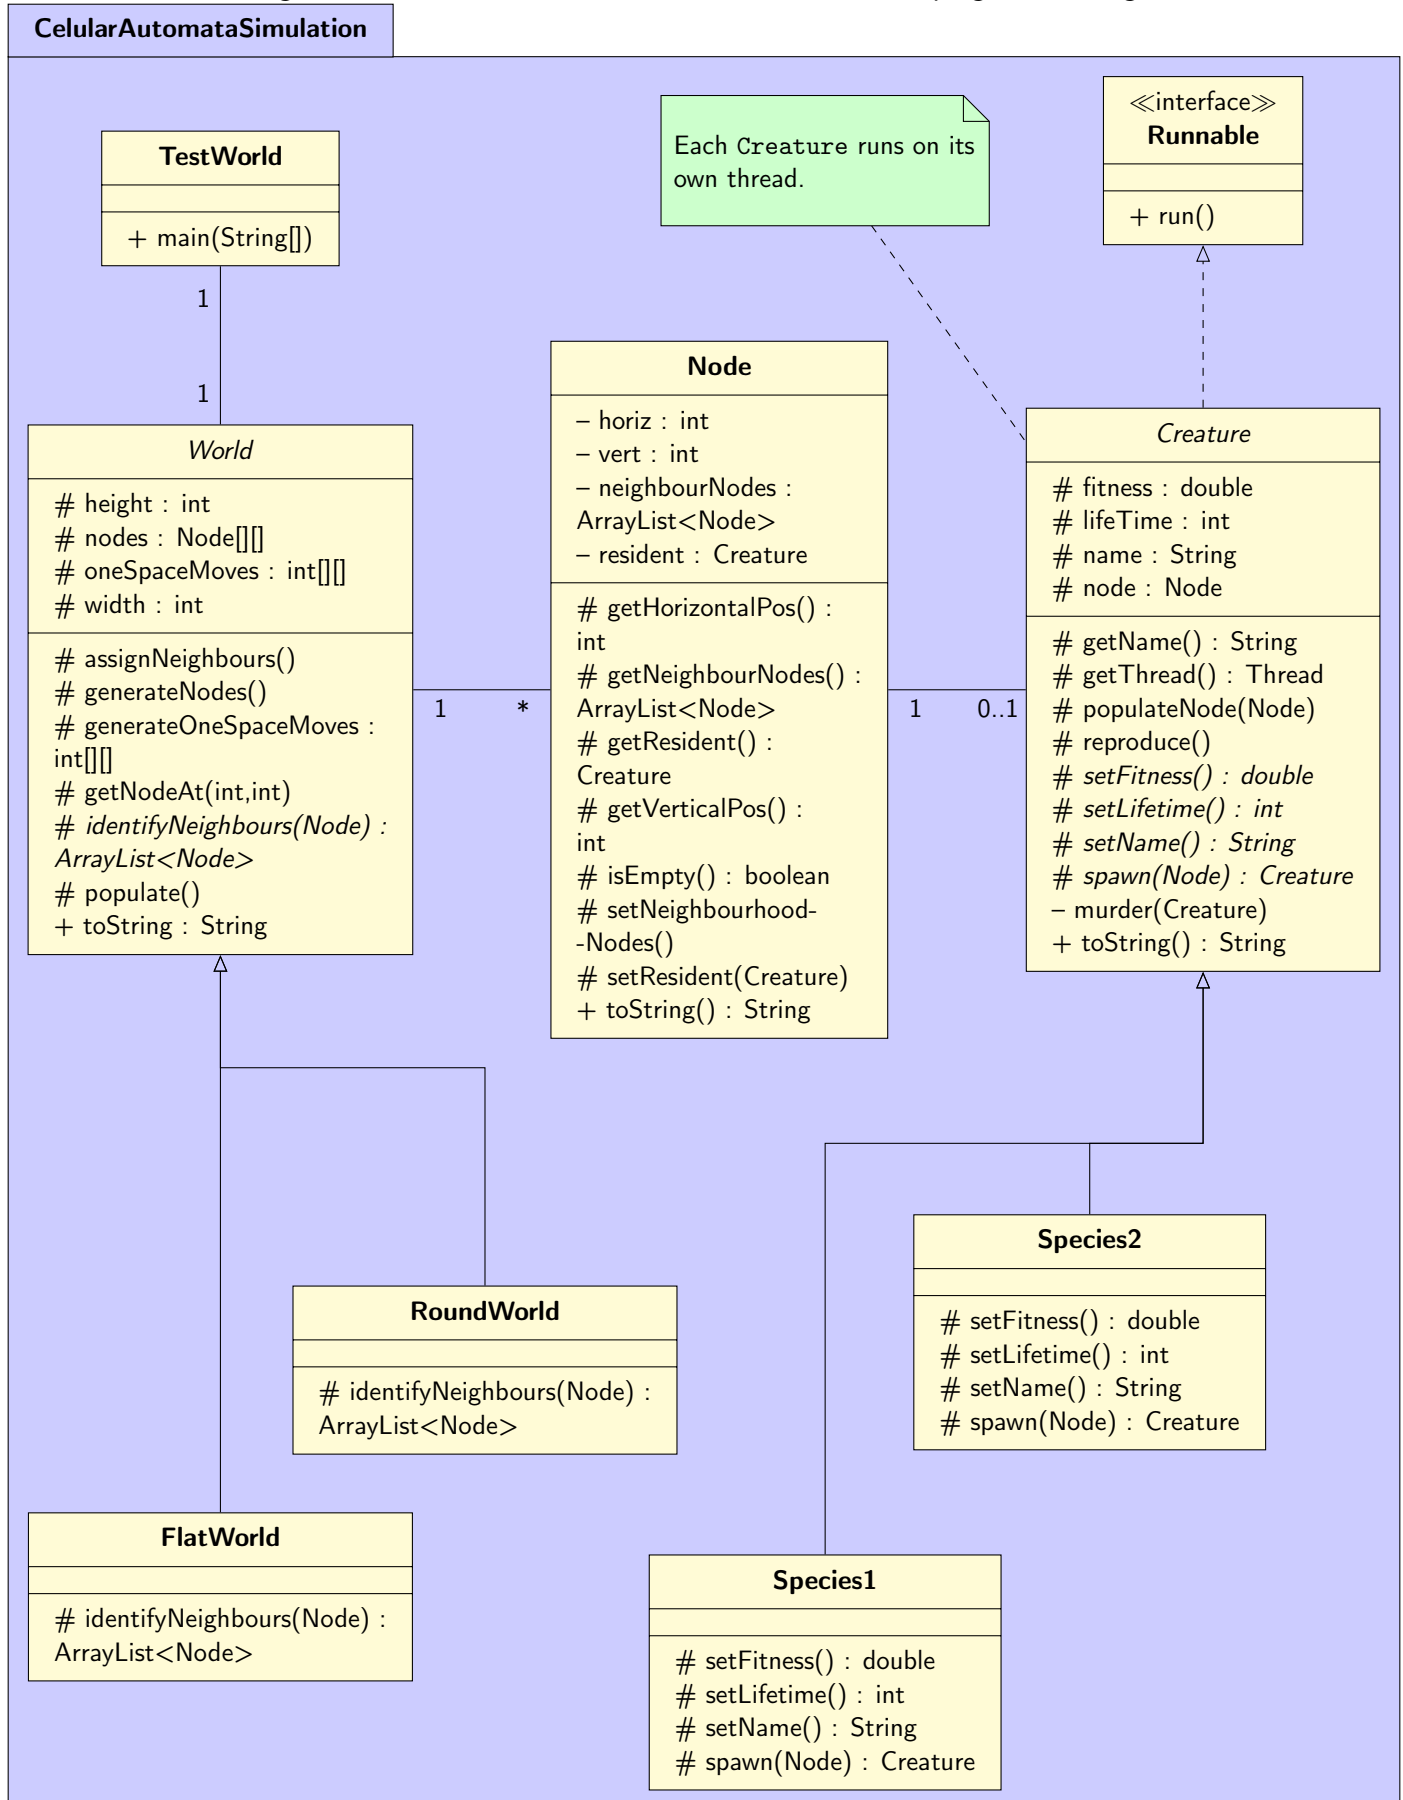 CelularAutomataSimulation
TestWorld
+ main(String[])
1
1
Each Creature runs on its
own thread.
≪interface≫
Runnable
+ run()
World
# height : int
# nodes : Node[][]
# oneSpaceMoves : int[][]
# width : int
# assignNeighbours()
# generateNodes()
# generateOneSpaceMoves :
int[][]
# getNodeAt(int,int)
# identifyNeighbours(Node) :
ArrayList<Node>
# populate()
+ toString : String
1 *
Node
– horiz : int
– vert : int
– neighbourNodes :
ArrayList<Node>
– resident : Creature
# getHorizontalPos() :
int
# getNeighbourNodes() :
ArrayList<Node>
# getResident() :
Creature
# getVerticalPos() :
int
# isEmpty() : boolean
# setNeighbourhood-
-Nodes()
# setResident(Creature)
+ toString() : String
1 0..1
Creature
# fitness : double
# lifeTime : int
# name : String
# node : Node
# getName() : String
# getThread() : Thread
# populateNode(Node)
# reproduce()
# setFitness() : double
# setLifetime() : int
# setName() : String
# spawn(Node) : Creature
– murder(Creature)
+ toString() : String
RoundWorld
# identifyNeighbours(Node) :
ArrayList<Node>
Species2
# setFitness() : double
# setLifetime() : int
# setName() : String
# spawn(Node) : Creature
FlatWorld
# identifyNeighbours(Node) :
ArrayList<Node>
Species1
# setFitness() : double
# setLifetime() : int
# setName() : String
# spawn(Node) : Creature